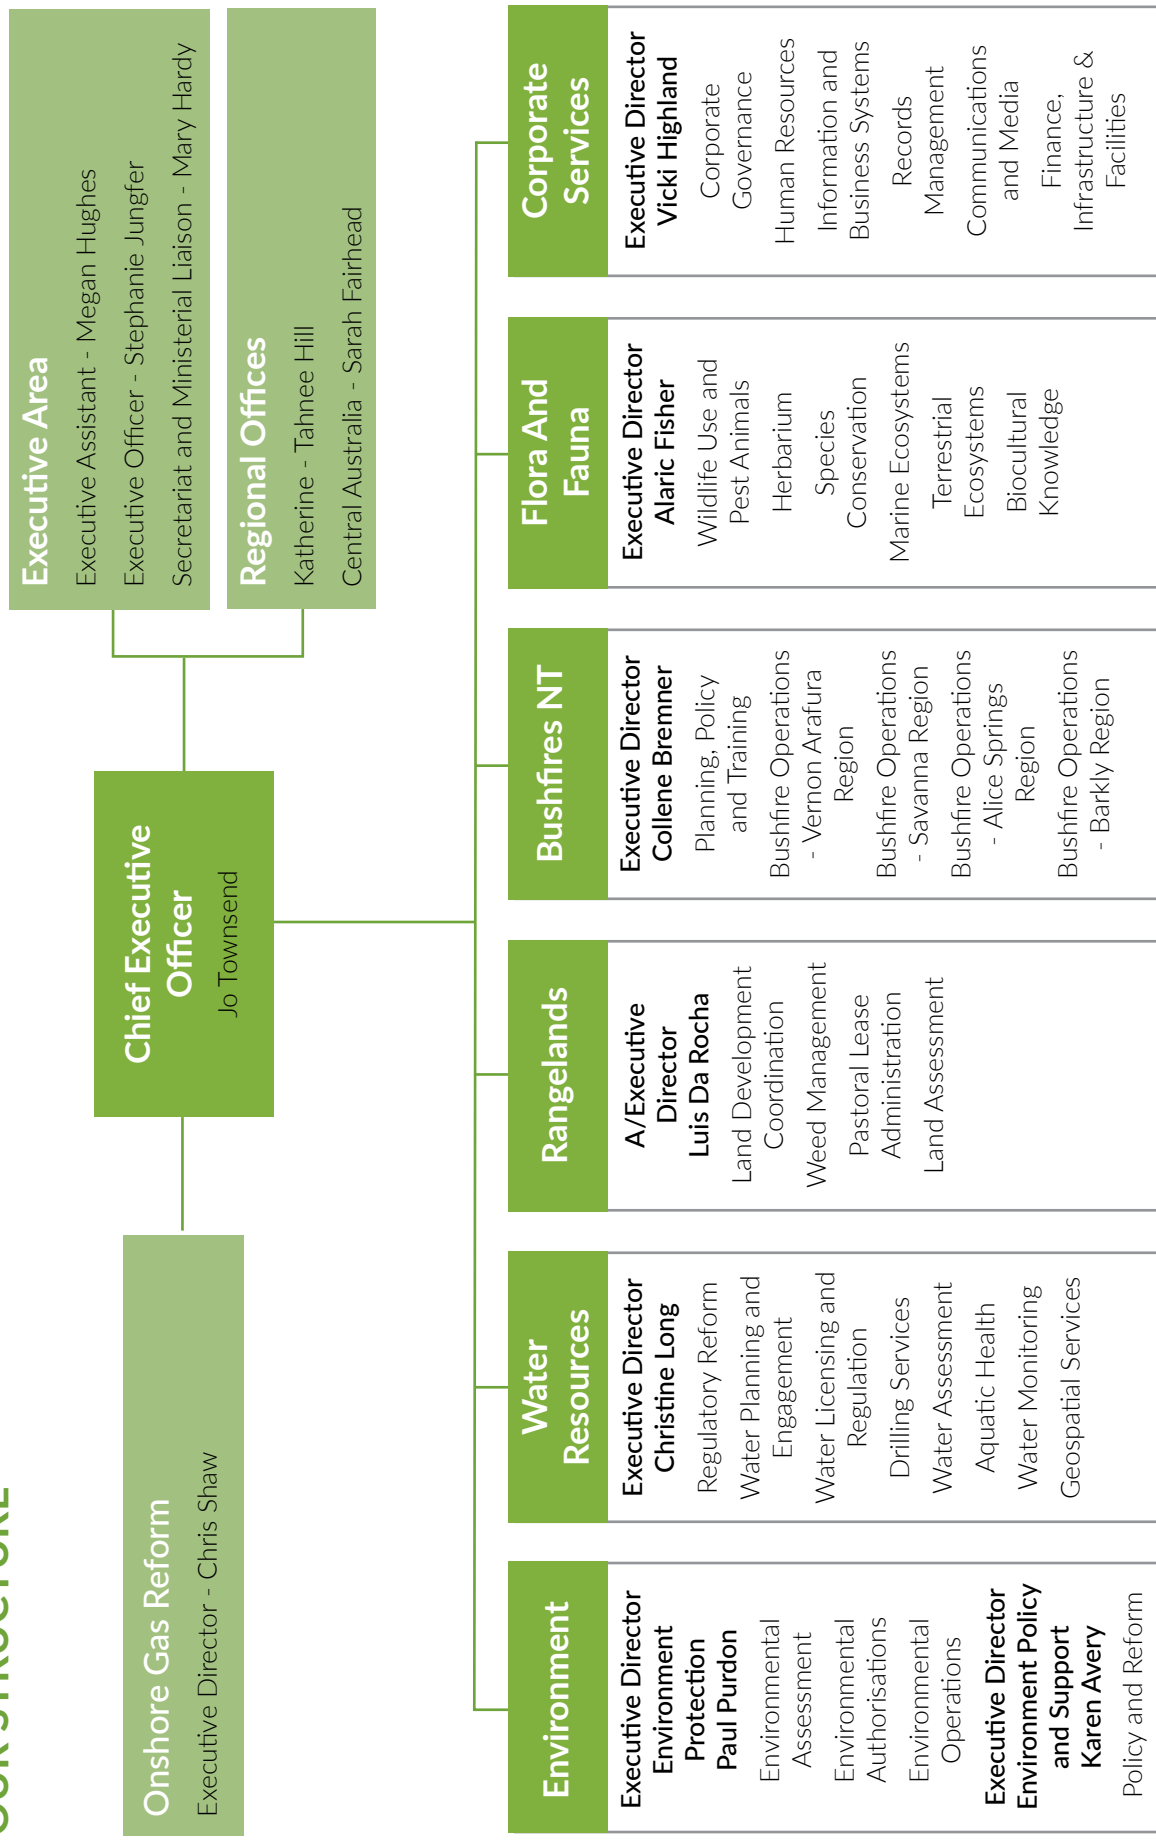 OUR STRUCTURE
Onshore Gas Reform
Executive Director - Chris Shaw
Chief Executive
Officer
Jo Townsend
Executive Area
Executive Assistant - Megan Hughes
Executive Officer - Stephanie Jungfer
Secretariat and Ministerial Liaison - Mary Hardy
Regional Offices
Katherine - Tahnee Hill
Central Australia - Sarah Fairhead
Environment
Executive Director
Environment
Protection
Paul Purdon
Environmental
Assessment
Environmental
Authorisations
Environmental
Operations
Executive Director
Environment Policy
and Support
Karen Avery
Policy and Reform
Water
Resources
Executive Director
Christine Long
Regulatory Reform
Water Planning and
Engagement
Water Licensing and
Regulation
Drilling Services
Water Assessment
Aquatic Health
Water Monitoring
Geospatial Services
Rangelands
A/Executive
Director
Luis Da Rocha
Land Development
Coordination
Weed Management
Pastoral Lease
Administration
Land Assessment
Bushfires NT
Executive Director
Collene Bremner
Planning, Policy
and Training
Bushfire Operations
- Vernon Arafura
Region
Bushfire Operations
- Savanna Region
Bushfire Operations
- Alice Springs
Region
Bushfire Operations
- Barkly Region
Flora And
Fauna
Executive Director
Alaric Fisher
Wildlife Use and
Pest Animals
Herbarium
Species
Conservation
Marine Ecosystems
Terrestrial
Ecosystems
Biocultural
Knowledge
Corporate
Services
Executive Director
Vicki Highland
Corporate
Governance
Human Resources
Information and
Business Systems
Records
Management
Communications
and Media
Finance,
Infrastructure &
Facilities